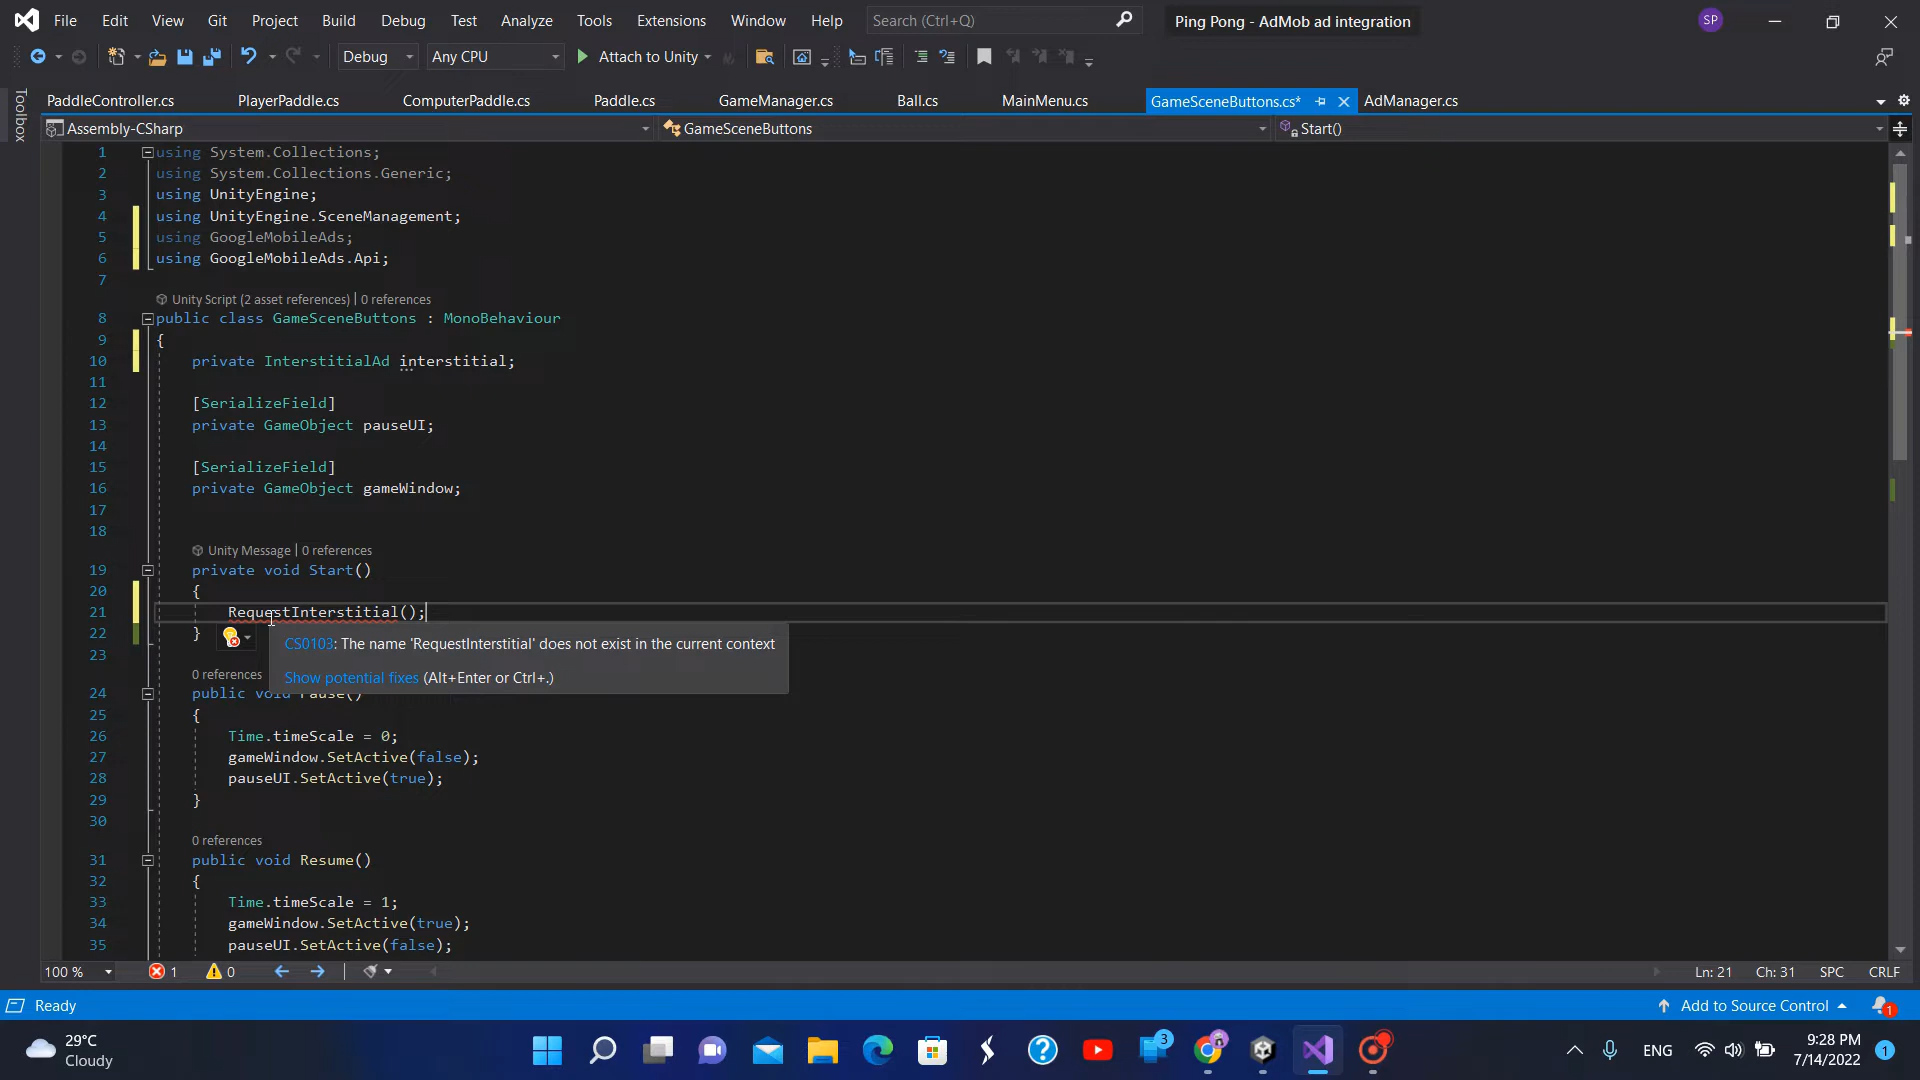 File Edit View Git Project Build Debug Test Analyze Tools Extensions Window Help Search (Ctrl+Q) Ping Pong - AdMob ad integration SP
Debug Any CPU Attach to Unity
Toolbox
PaddleController.cs PlayerPaddle.cs ComputerPaddle.cs Paddle.cs GameManager.cs Ball.cs MainMenu.cs GameSceneButtons.cs* AdManager.cs
Assembly-CSharp GameSceneButtons Start()
1 using System.Collections;
2 using System.Collections.Generic;
3 using UnityEngine;
4 using UnityEngine.SceneManagement;
5 using GoogleMobileAds;
6 using GoogleMobileAds.Api;
7
Unity Script (2 asset references) | 0 references
8 public class GameSceneButtons : MonoBehaviour
9 {
10 private InterstitialAd interstitial;
11
12 [SerializeField]
13 private GameObject pauseUI;
14
15 [SerializeField]
16 private GameObject gameWindow;
17
18
Unity Message | 0 references
19 private void Start()
20 {
21 RequestInterstitial();
22 }
CS0103: The name 'RequestInterstitial' does not exist in the current context
23
0 references
Show potential fixes (Alt+Enter or Ctrl+.)
24 public void Pause()
25 {
26 Time.timeScale = 0;
27 gameWindow.SetActive(false);
28 pauseUI.SetActive(true);
29 }
30
0 references
31 public void Resume()
32 {
33 Time.timeScale = 1;
34 gameWindow.SetActive(true);
35 pauseUI.SetActive(false);
100 % 1 0 Ln: 21 Ch: 31 SPC CRLF
Ready Add to Source Control 1
29°C
Cloudy
3
ENG
9:28 PM
7/14/2022
1